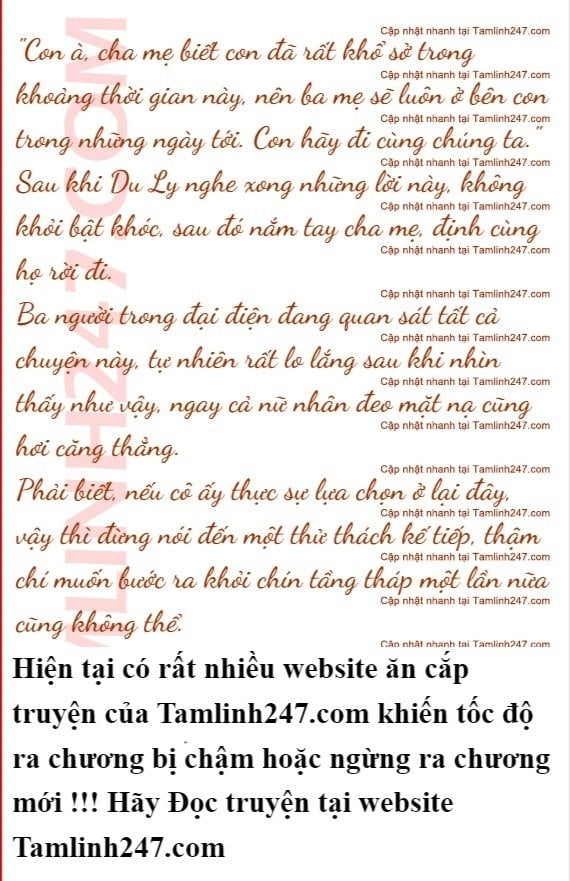 Cập nhật nhanh tại Tamlinh247.com
"Con à, cha mẹ biết con đã rất khổ sở trong
Cập nhật nhanh tại Tamlinh247.com
khoảng thời gian này, nên ba mẹ sẽ luôn ở bên con
Cập nhật nhanh tại Tamlinh247.com
trong những ngày tới. Con hãy đi cùng chúng ta."
Cập nhật nhanh tại Tamlinh247.com
Sau khi Du Ly nghe xong những lời này, không
Cập nhật nhanh tại Tamlinh247.com
khỏi bật khóc, sau đó nắm tay cha mẹ, định cùng
Cập nhật nhanh tại Tamlinh247.com
họ rời đi.
Cập nhật nhanh tại Tamlinh247.com
Ba người trong đại điện đang quan sát tất cả
Cập nhật nhanh tại Tamlinh247.com
chuyện này, tự nhiên rất lo lắng sau khi nhìn
Cập nhật nhanh tại Tamlinh247.com
thấy như vậy, ngay cả nữ nhân đeo mặt nạ cũng
Cập nhật nhanh tại Tamlinh247.com
hơi căng thẳng.
Cập nhật nhanh tại Tamlinh247.com
Phải biết, nếu cô ấy thực sự lựa chọn ở lại đây,
Cập nhật nhanh tại Tamlinh247.com
vậy thì đừng nói đến một thử thách kế tiếp, thậm
Cập nhật nhanh tại Tamlinh247.com
chí muốn bước ra khỏi chín tầng tháp một lần nữa
Cập nhật nhanh tại Tamlinh247.com
cũng không thể.
Cập nhật nhanh tại Tamlinh247.com
MLINH247.COM
Hiện tại có rất nhiều website ăn cắp
truyện của Tamlinh247.com khiến tốc độ
ra chương bị chậm hoặc ngừng ra chương
mới !!! Hãy Đọc truyện tại website
Tamlinh247.com